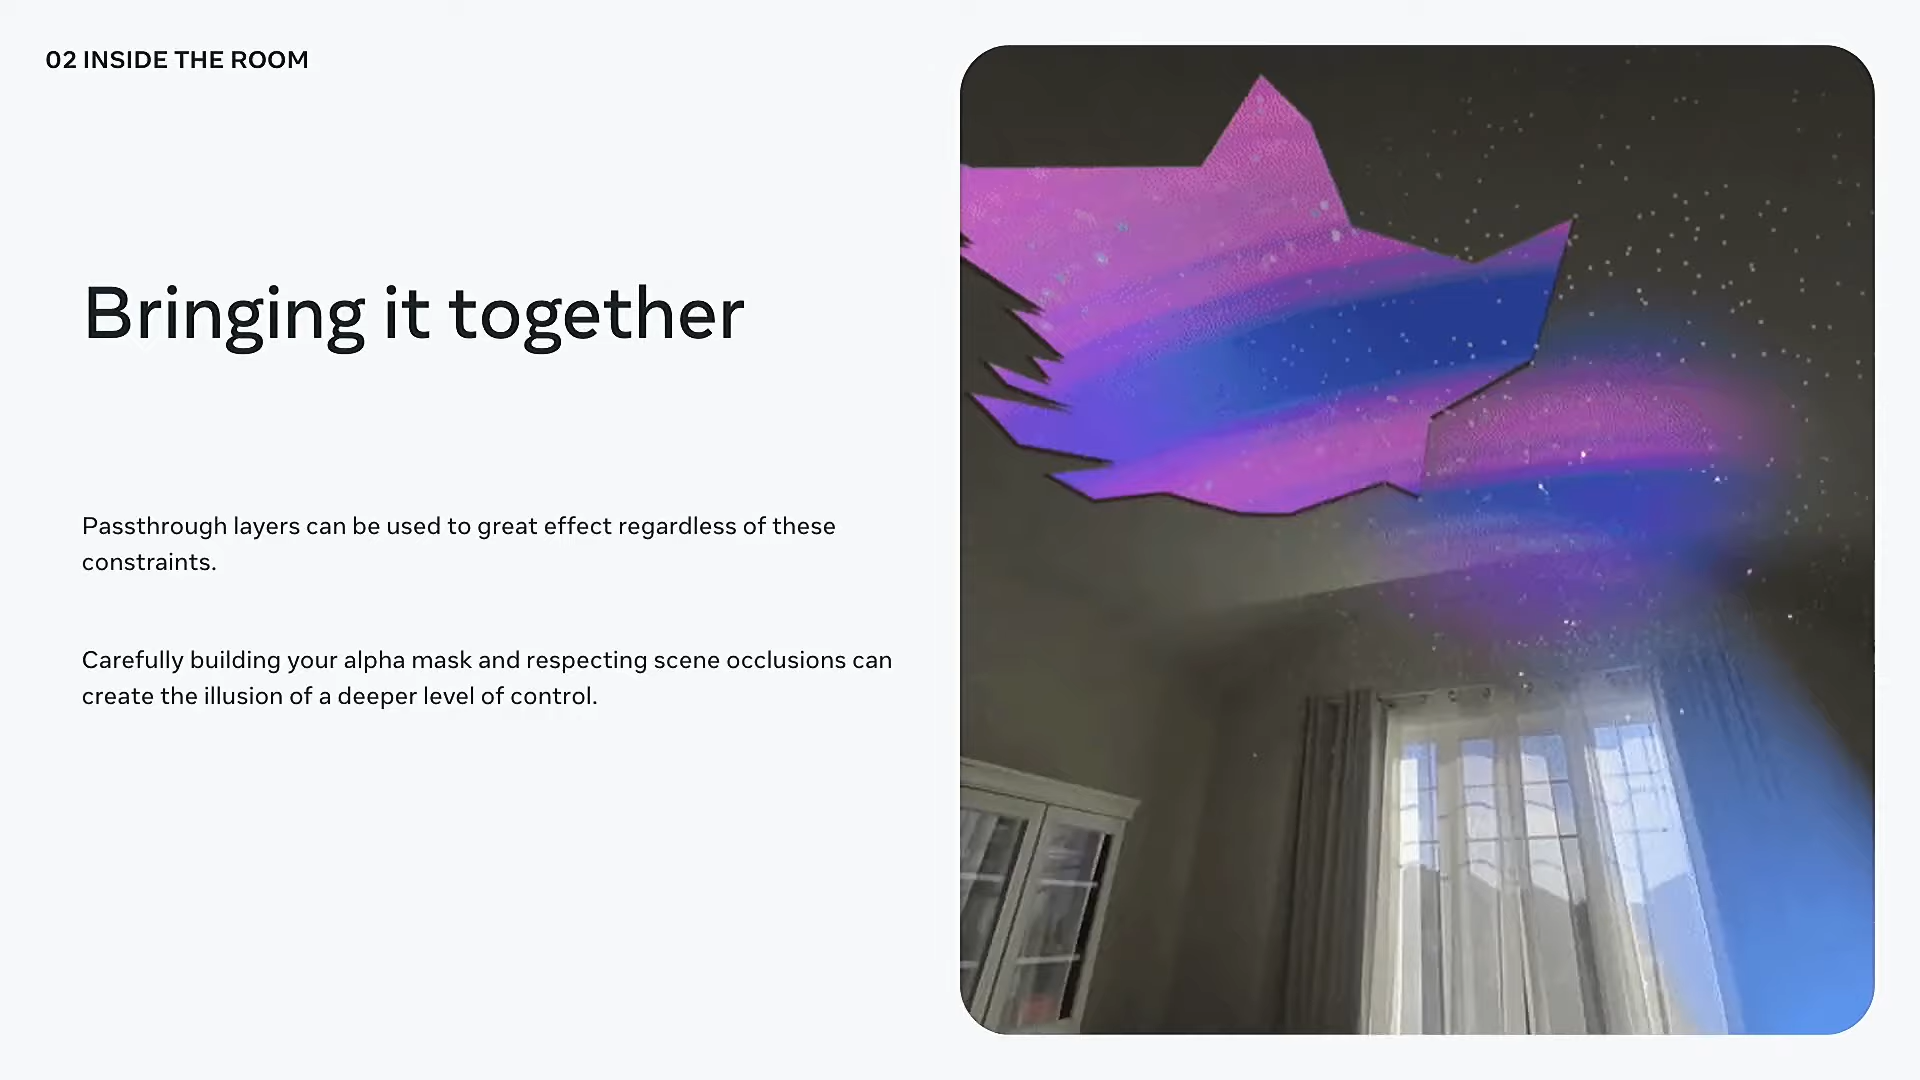 02 INSIDE THE ROOM
Bringing it together
Passthrough layers can be used to great effect regardless of these
constraints.
Carefully building your alpha mask and respecting scene occlusions can
create the illusion of a deeper level of control.